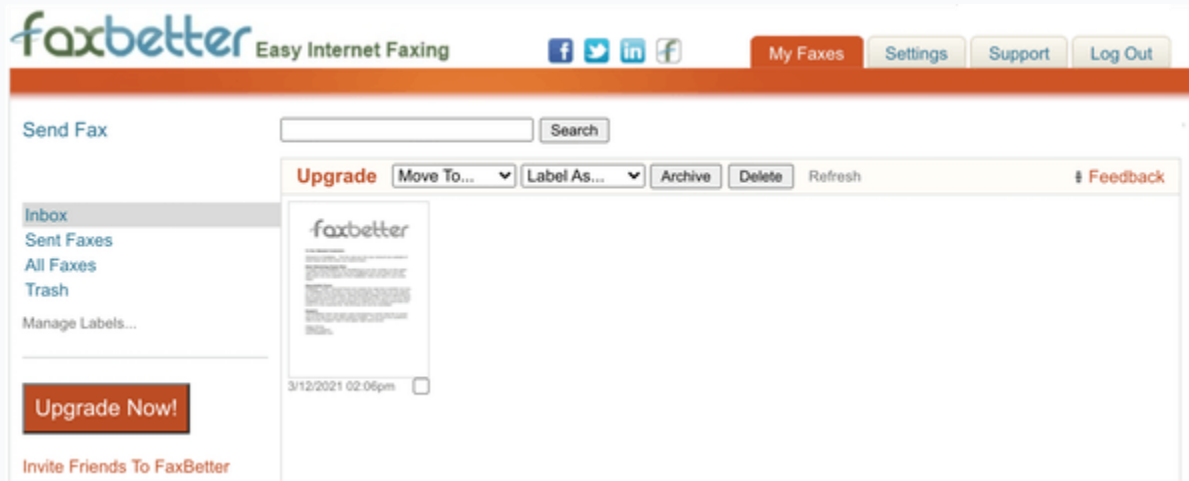 faxbetter Easy Internet Faxing
My Faxes Settings Support Log Out
Send Fax
Search
Upgrade Move To... Label As... Archive Delete Refresh Feedback
Inbox
Sent Faxes
All Faxes
Trash
Manage Labels...
faxbetter
3/12/2021 02:06pm
Upgrade Now!
Invite Friends To FaxBetter